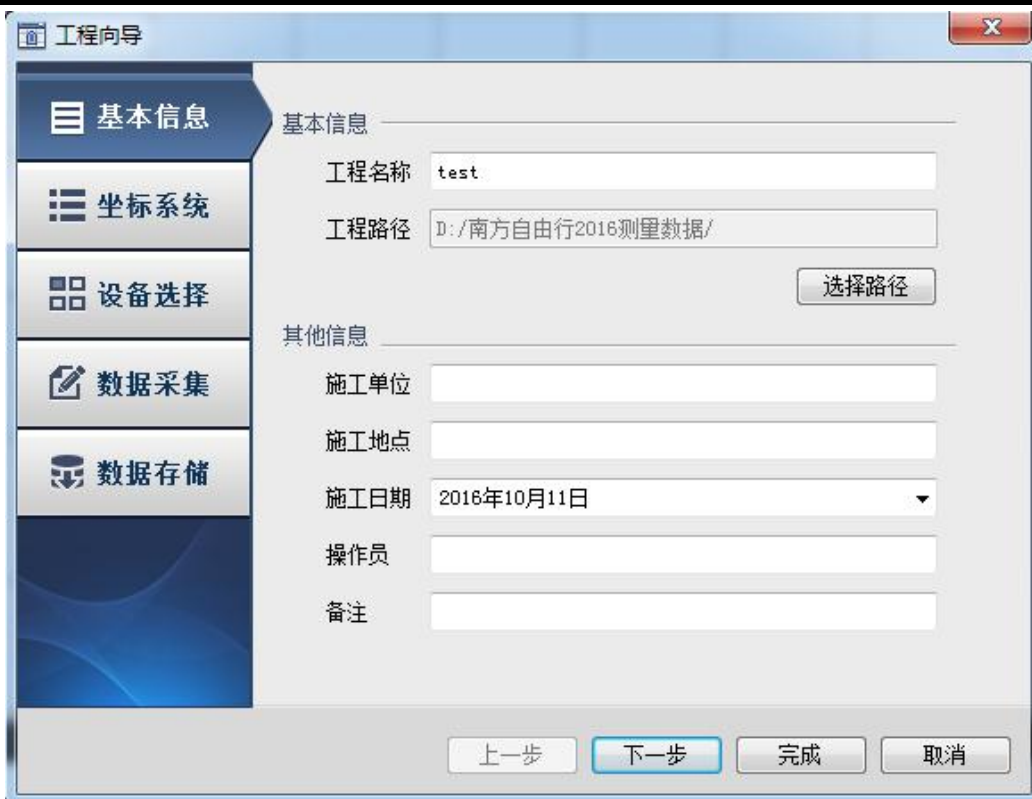 工程向导
基本信息
坐标系统
设备选择
数据采集
数据存储
基本信息
工程名称 test
工程路径 D:/南方自由行2016测量数据/
选择路径
其他信息
施工单位
施工地点
施工日期 2016年10月11日
操作员
备注
上一步 下一步 完成 取消